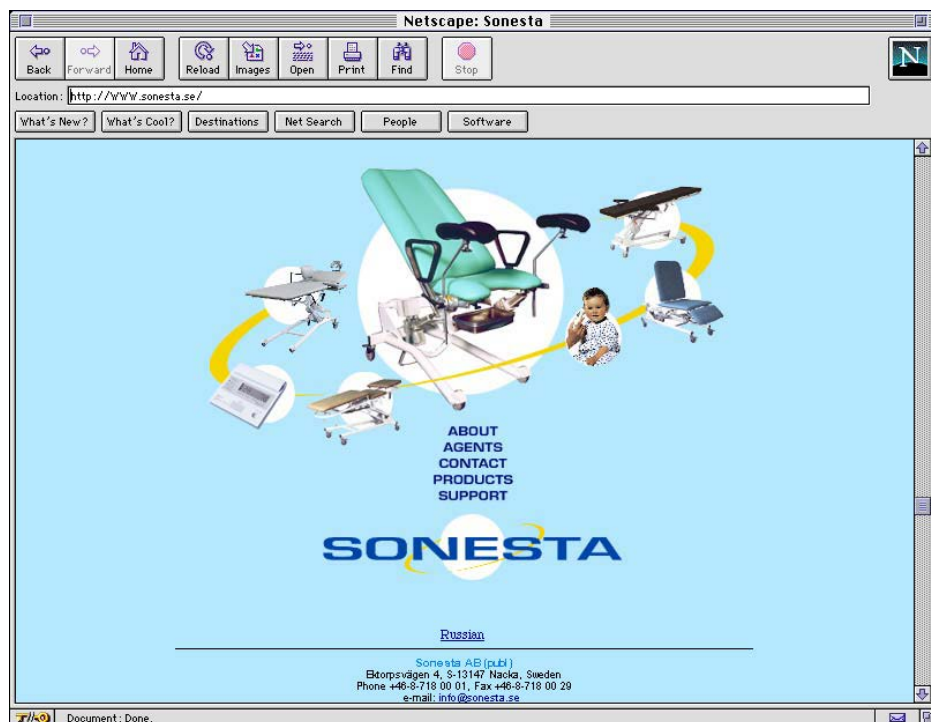 Netscape: Sonesta
Back Forward Home Reload Images Open Print Find Stop
N
Location: http://WWW.sonesta.se/
What's New? What's Cool? Destinations Net Search People Software
ABOUT
AGENTS
CONTACT
PRODUCTS
SUPPORT
SONESTA
Russian
Sonesta AB (publ)
Ektorpsvägen 4, S-13147 Nacka, Sweden
Phone +46-8-718 00 01, Fax +46-8-718 00 29
e-mail: info@sonesta.se
Document: Done.